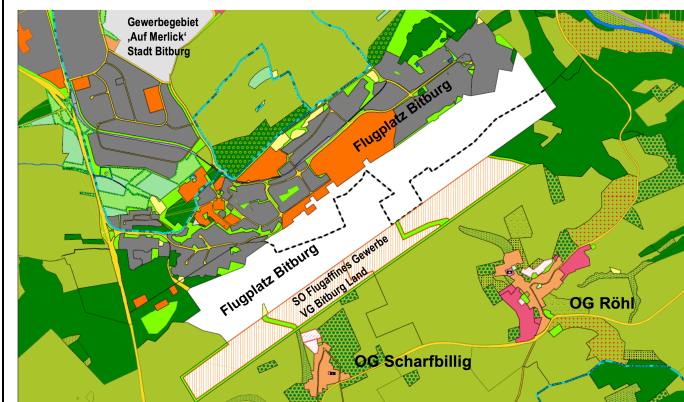 Gewerbegebiet
‚Auf Merlick‘
Stadt Bitburg
Flugplatz Bitburg
Flugplatz Bitburg
SO Flugaffines Gewerbe
VG Bitburg Land
OG Röhl
OG Scharfbillig